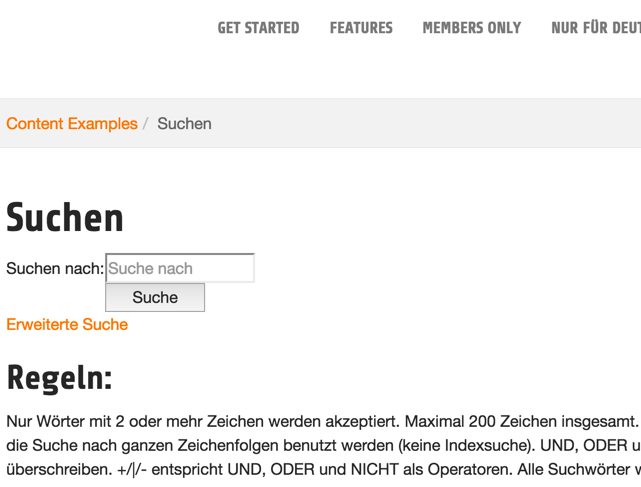 GET STARTED FEATURES MEMBERS ONLY NUR FÜR
Content Examples / Suchen
Suchen
Suchen nach: Suche nach
Suche
Erweiterte Suche
Regeln:
Nur Wörter mit 2 oder mehr Zeichen werden akzeptiert. Maximal 200 Zeichen insgesamt.
die Suche nach ganzen Zeichenfolgen benutzt werden (keine Indexsuche). UND, ODER
überschreiben. +/|/- entspricht UND, ODER und NICHT als Operatoren. Alle Suchwörter